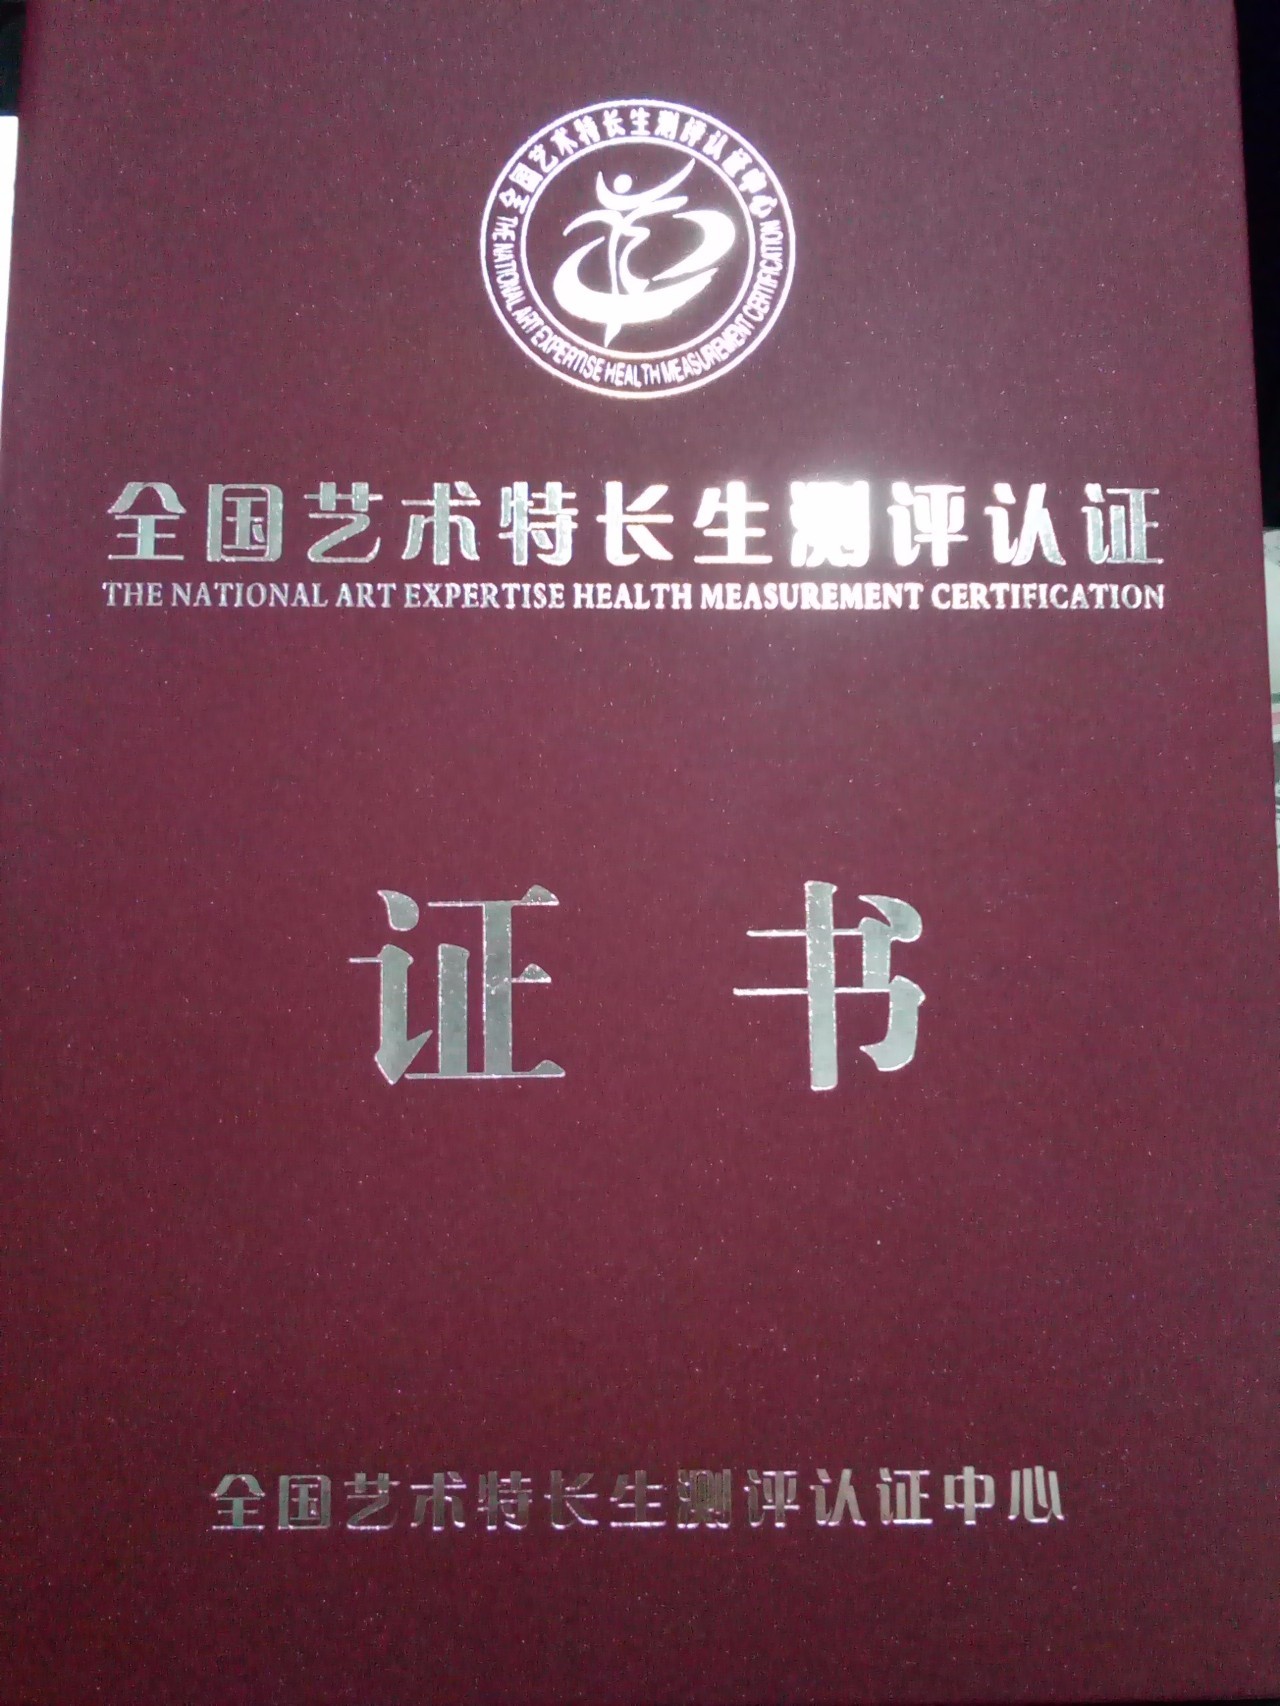 全国艺术特长生测评认证中心
THE NATIONAL ART EXPERTISE HEALTH MEASUREMENT CERTIFICATION
全国艺术特长生测评认证
THE NATIONAL ART EXPERTISE HEALTH MEASUREMENT CERTIFICATION
证书
全国艺术特长生测评认证中心